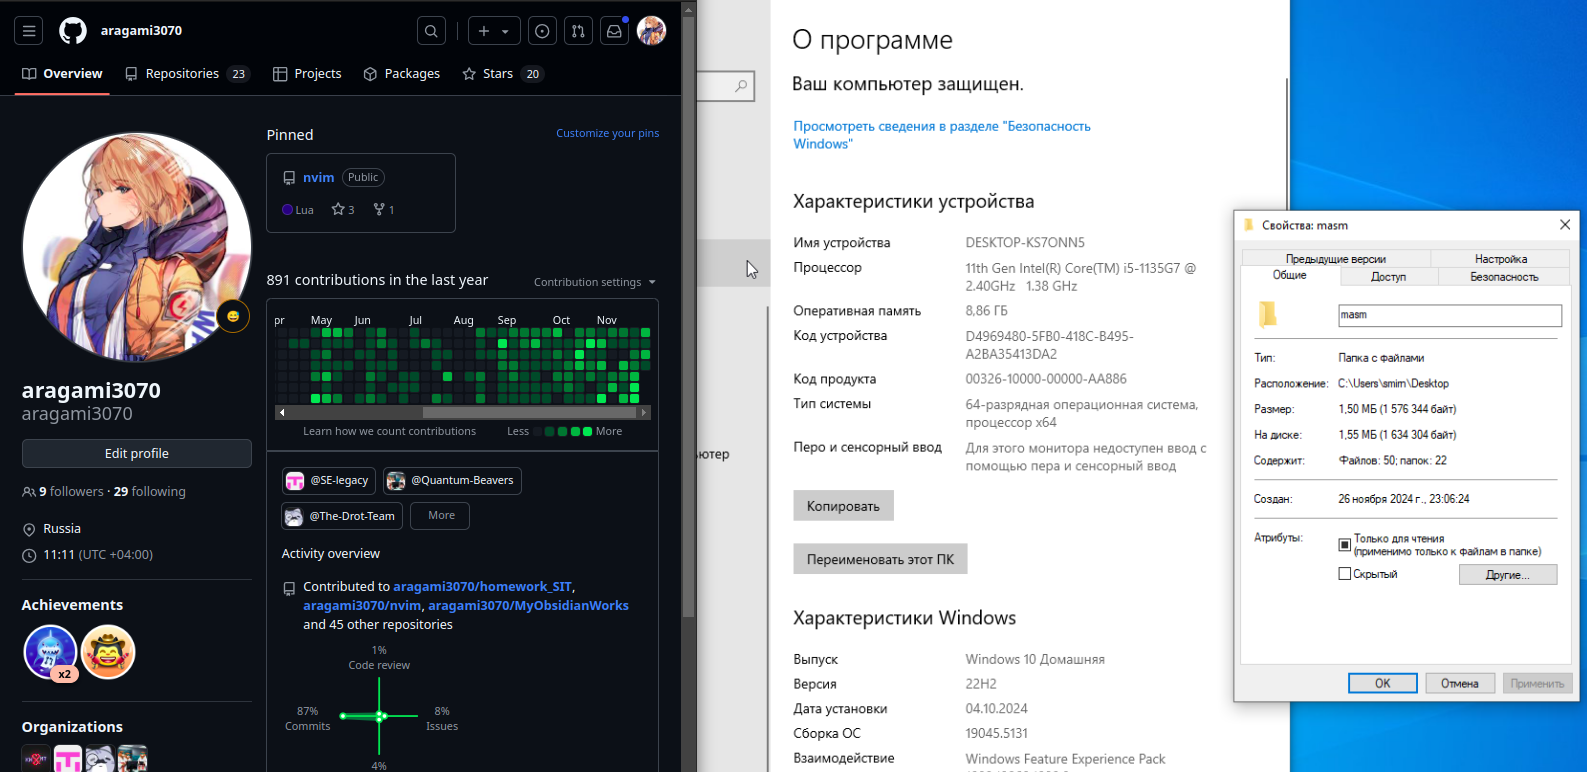 aragami3070
Overview
Repositories 23
Projects
Packages
Stars 20
Pinned
Customize your pins
nvim Public
Lua 3 1
891 contributions in the last year
Contribution settings
pr May Jun Jul Aug Sep Oct Nov
Learn how we count contributions
Less More
aragami3070
aragami3070
Edit profile
9 followers · 29 following
Russia
11:11 (UTC +04:00)
Achievements
x2
Organizations
@SE-legacy
@Quantum-Beavers
@The-Drot-Team
More
Activity overview
Contributed to aragami3070/homework_SIT,
aragami3070/nvim, aragami3070/MyObsidianWorks
and 45 other repositories
1%
Code review
87%
Commits
8%
Issues
4%
ьютер
О программе
Ваш компьютер защищен.
Просмотреть сведения в разделе "Безопасность
Windows"
Характеристики устройства
Имя устройства DESKTOP-KS7ONN5
Процессор 11th Gen Intel(R) Core(TM) i5-1135G7 @
2.40GHz 1.38 GHz
Оперативная память 8,86 ГБ
Код устройства D4969480-5FB0-418C-B495-
A2BA35413DA2
Код продукта 00326-10000-00000-AA886
Тип системы 64-разрядная операционная система,
процессор x64
Перо и сенсорный ввод Для этого монитора недоступен ввод с
помощью пера и сенсорный ввод
Копировать
Переименовать этот ПК
Характеристики Windows
Выпуск Windows 10 Домашняя
Версия 22H2
Дата установки 04.10.2024
Сборка ОС 19045.5131
Взаимодействие Windows Feature Experience Pack
Свойства: masm
Предыдущие версии Настройка
Общие Доступ Безопасность
masm
Тип: Папка с файлами
Расположение: C:\Users\smirn\Desktop
Размер: 1,50 МБ (1 576 344 байт)
На диске: 1,55 МБ (1 634 304 байт)
Содержит: Файлов: 50; папок: 22
Создан: 26 ноября 2024 г., 23:06:24
Атрибуты: Только для чтения
(применимо только к файлам в папке)
Скрытый Другие...
OK Отмена Применить